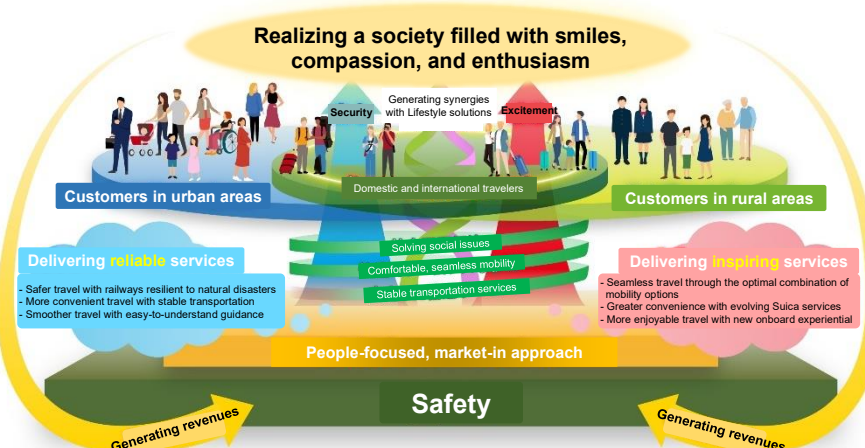 Realizing a society filled with smiles,
compassion, and enthusiasm
Security
Generating synergies
with Lifestyle solutions
Excitement
Domestic and international travelers
Customers in urban areas
Customers in rural areas
Solving social issues
Comfortable, seamless mobility
Stable transportation services
Delivering reliable services
- Safer travel with railways resilient to natural disasters
- More convenient travel with stable transportation
- Smoother travel with easy-to-understand guidance
Delivering inspiring services
- Seamless travel through the optimal combination of
mobility options
- Greater convenience with evolving Suica services
- More enjoyable travel with new onboard experiential
People-focused, market-in approach
Safety
Generating revenues
Generating revenues